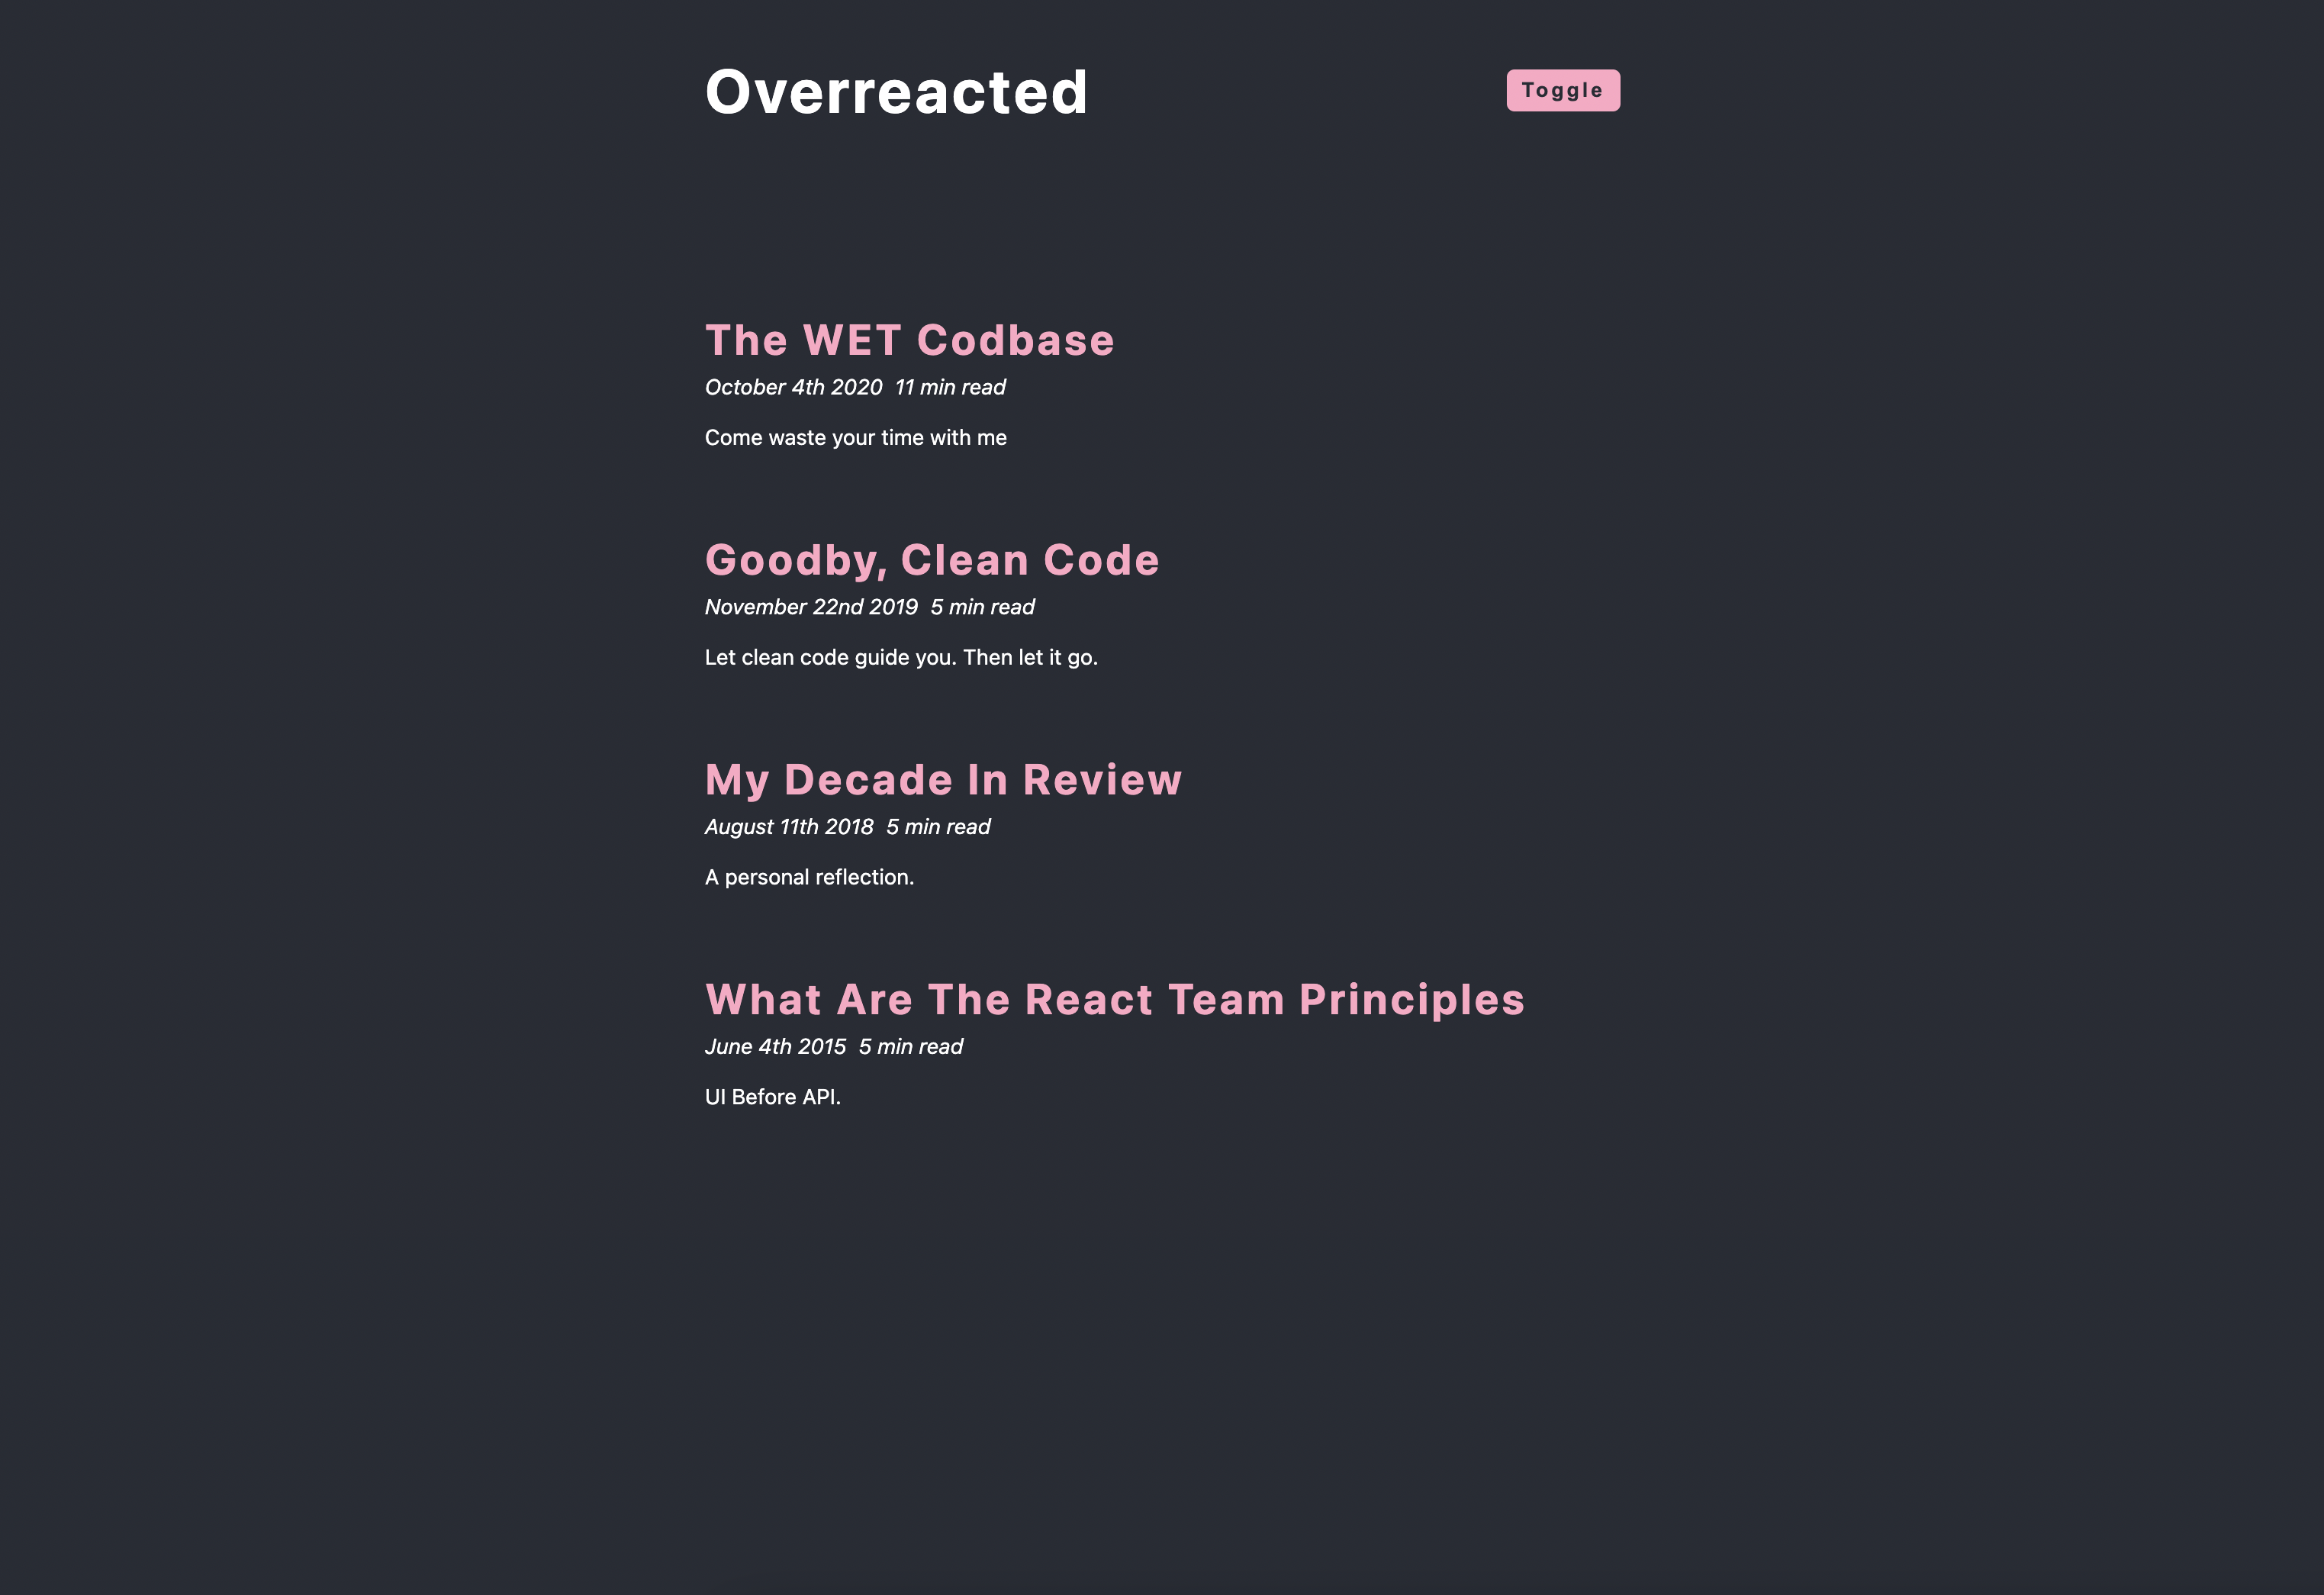 Overreacted
Toggle
The WET Codbase
October 4th 2020 11 min read
Come waste your time with me
Goodby, Clean Code
November 22nd 2019 5 min read
Let clean code guide you. Then let it go.
My Decade In Review
August 11th 2018 5 min read
A personal reflection.
What Are The React Team Principles
June 4th 2015 5 min read
UI Before API.